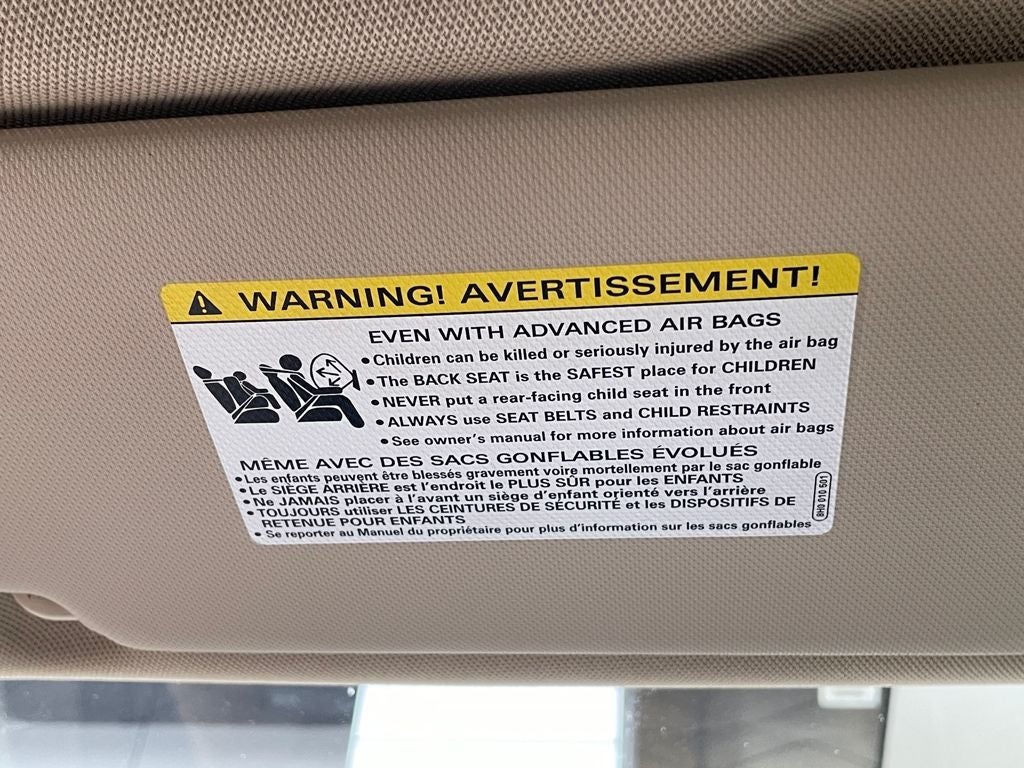 WARNING! AVERTISSEMENT!
EVEN WITH ADVANCED AIR BAGS
•Children can be killed or seriously injured by the air bag
•The BACK SEAT is the SAFEST place for CHILDREN
•NEVER put a rear-facing child seat in the front
•ALWAYS use SEAT BELTS and CHILD RESTRAINTS
•See owner's manual for more information about air bags
MÊME AVEC DES SACS GONFLABLES ÉVOLUÉS
•Les enfants peuvent être blessés gravement voire mortellement par le sac gonflable
•Le SIÈGE ARRIÈRE est l'endroit le PLUS SÛR pour les ENFANTS
•Ne JAMAIS placer à l'avant un siège d'enfant orienté vers l'arrière
•TOUJOURS utiliser LES CEINTURES DE SÉCURITÉ et les DISPOSITIFS DE
RETENUE POUR ENFANTS
• Se reporter au Manuel du propriétaire pour plus d'information sur les sacs gonflables
8H0 010 501